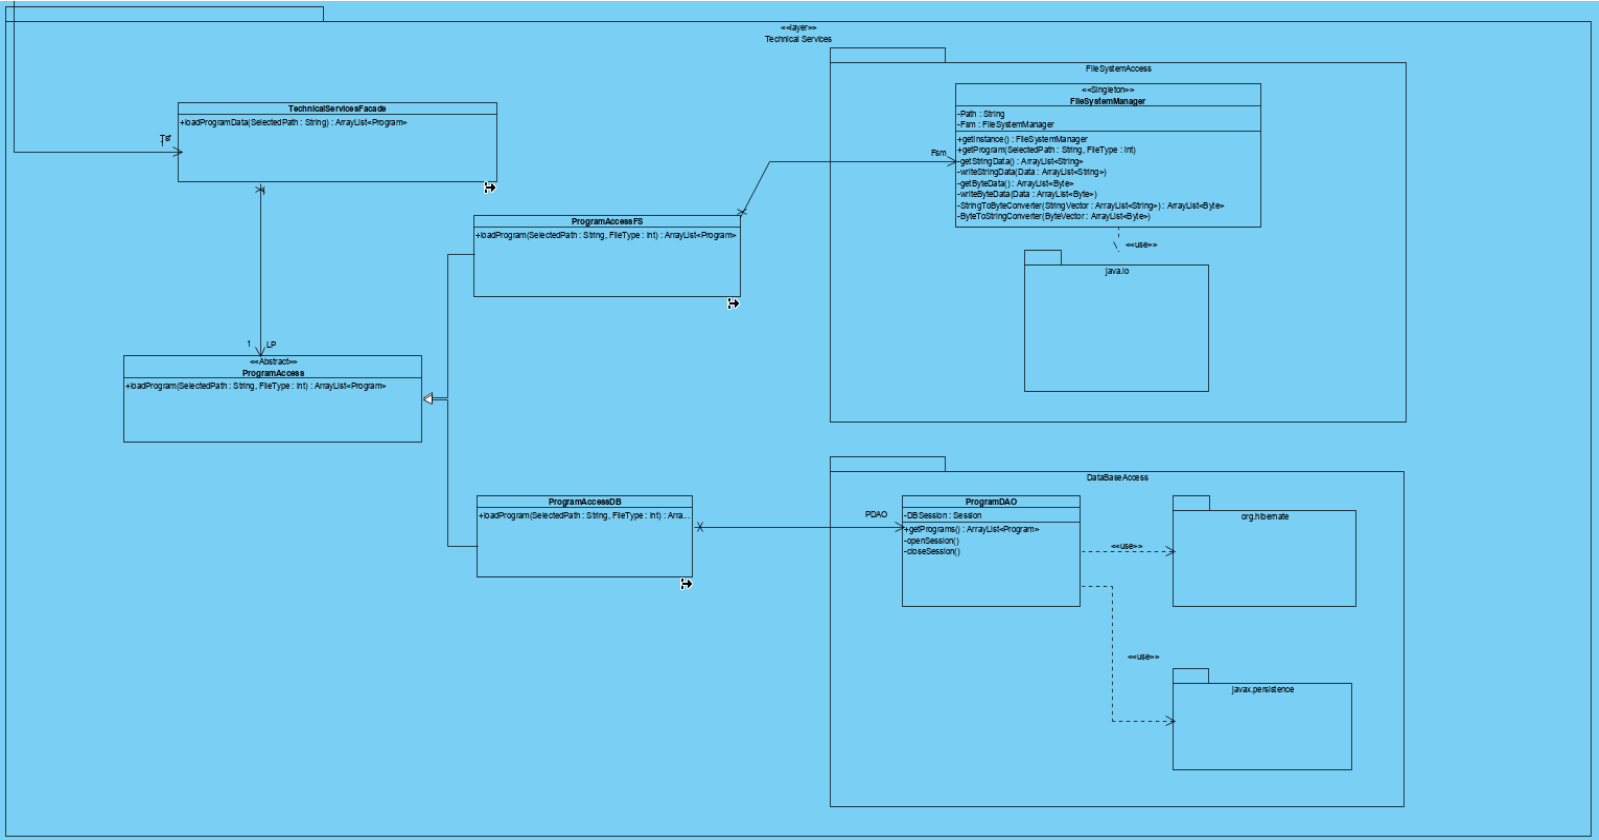 <<layer>>
Technical Services
TechnicalServicesFacade
+loadProgramData(SelectedPath : String) : ArrayList<Program>
Tsf
1
LP
<<Abstract>>
ProgramAccess
+loadProgram(SelectedPath : String, FileType : Int) : ArrayList<Program>
ProgramAccessFS
+loadProgram(SelectedPath : String, FileType : Int) : ArrayList<Program>
ProgramAccessDB
+loadProgram(SelectedPath : String, FileType : Int) : Arra...
FileSystemAccess
Fsm
<<Singleton>>
FileSystemManager
-Path : String
-Fsm : FileSystemManager
+getInstance() : FileSystemManager
+getProgram(SelectedPath : String, FileType : Int)
-getStringData() : ArrayList<String>
-writeStringData(Data : ArrayList<String>)
-getByteData() : ArrayList<Byte>
-writeByteData(Data : ArrayList<Byte>)
-StringToByteConverter(StringVector : ArrayList<String>) : ArrayList<Byte>
-ByteToStringConverter(ByteVector : ArrayList<Byte>)
<<use>>
java.io
DataBaseAccess
PDAO
ProgramDAO
-DBSession : Session
+getPrograms() : ArrayList<Program>
-openSession()
-closeSession()
<<use>>
org.hibernate
<<use>>
javax.persistence